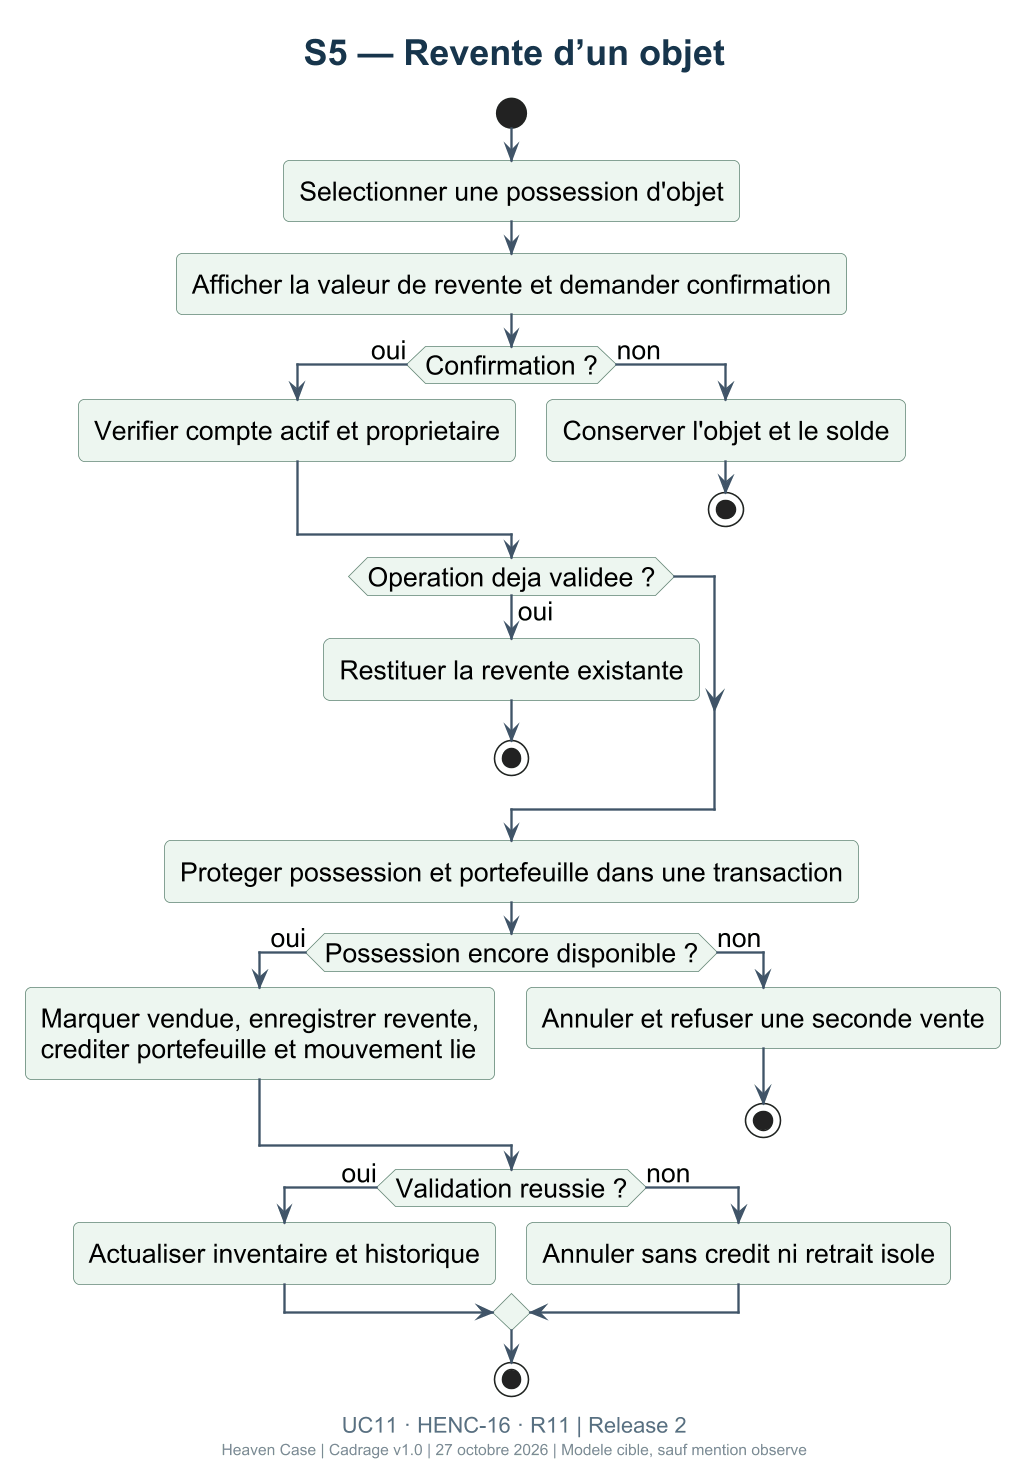 S5 — Revente d’un objet
Selectionner une possession d'objet
Afficher la valeur de revente et demander confirmation
oui
Confirmation ?
non
Verifier compte actif et proprietaire
Conserver l'objet et le solde
Operation deja validee ?
oui
Restituer la revente existante
Proteger possession et portefeuille dans une transaction
oui
Possession encore disponible ?
non
Marquer vendue, enregistrer revente,
crediter portefeuille et mouvement lie
Annuler et refuser une seconde vente
oui
Validation reussie ?
non
Actualiser inventaire et historique
Annuler sans credit ni retrait isole
UC11 · HENC-16 · R11 | Release 2
Heaven Case | Cadrage v1.0 | 27 octobre 2026 | Modele cible, sauf mention observe